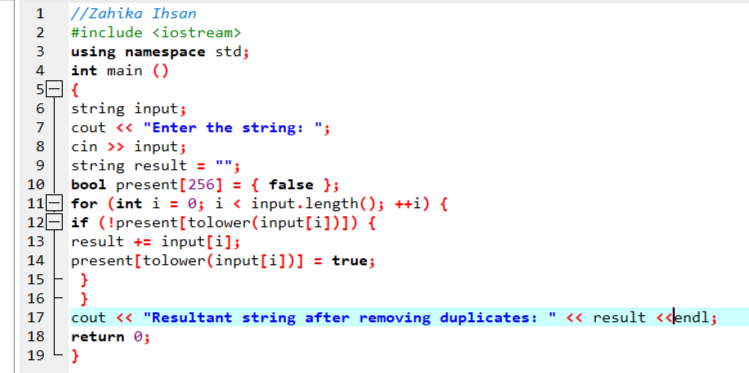 1 //Zahika Ihsan
2 #include <iostream>
3 using namespace std;
4 int main ()
5 {
6 string input;
7 cout << "Enter the string: ";
8 cin >> input;
9 string result = "";
10 bool present[256] = { false };
11 for (int i = 0; i < input.length(); ++i) {
12 if (!present[tolower(input[i])]) {
13 result += input[i];
14 present[tolower(input[i])] = true;
15 }
16 }
17 cout << "Resultant string after removing duplicates: " << result <<endl;
18 return 0;
19 }